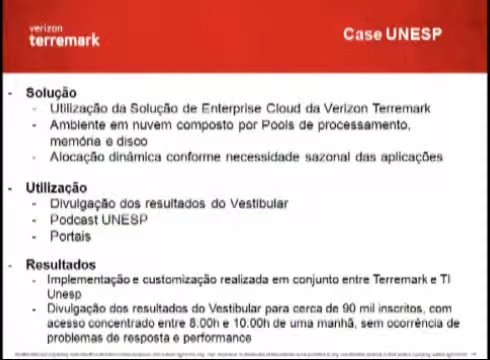 verizon
terremark
Case UNESP
- Solução
- Utilização da Solução de Enterprise Cloud da Verizon Terremark
- Ambiente em nuvem composto por Pools de processamento,
memória e disco
- Alocação dinâmica conforme necessidade sazonal das aplicações
- Utilização
- Divulgação dos resultados do Vestibular
- Podcast UNESP
- Portais
- Resultados
- Implementação e customização realizada em conjunto entre Terremark e TI
Unesp
- Divulgação dos resultados do Vestibular para cerca de 90 mil inscritos, com
acesso concentrado entre 8:00h e 10:00h de uma manhã, sem ocorrência de
problemas de resposta e performance